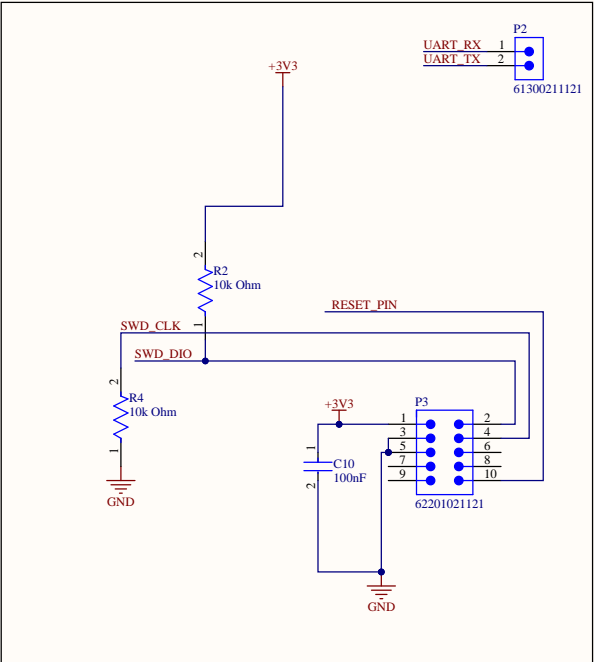 P2
UART_RX 1
UART_TX 2
61300211121
+3V3
2
R2
10k Ohm
1
RESET_PIN
SWD_CLK
SWD_DIO
2
R4
10k Ohm
1
GND
+3V3
P3
1 2
3 4
5 6
7 8
9 10
62201021121
1
C10
100nF
2
GND